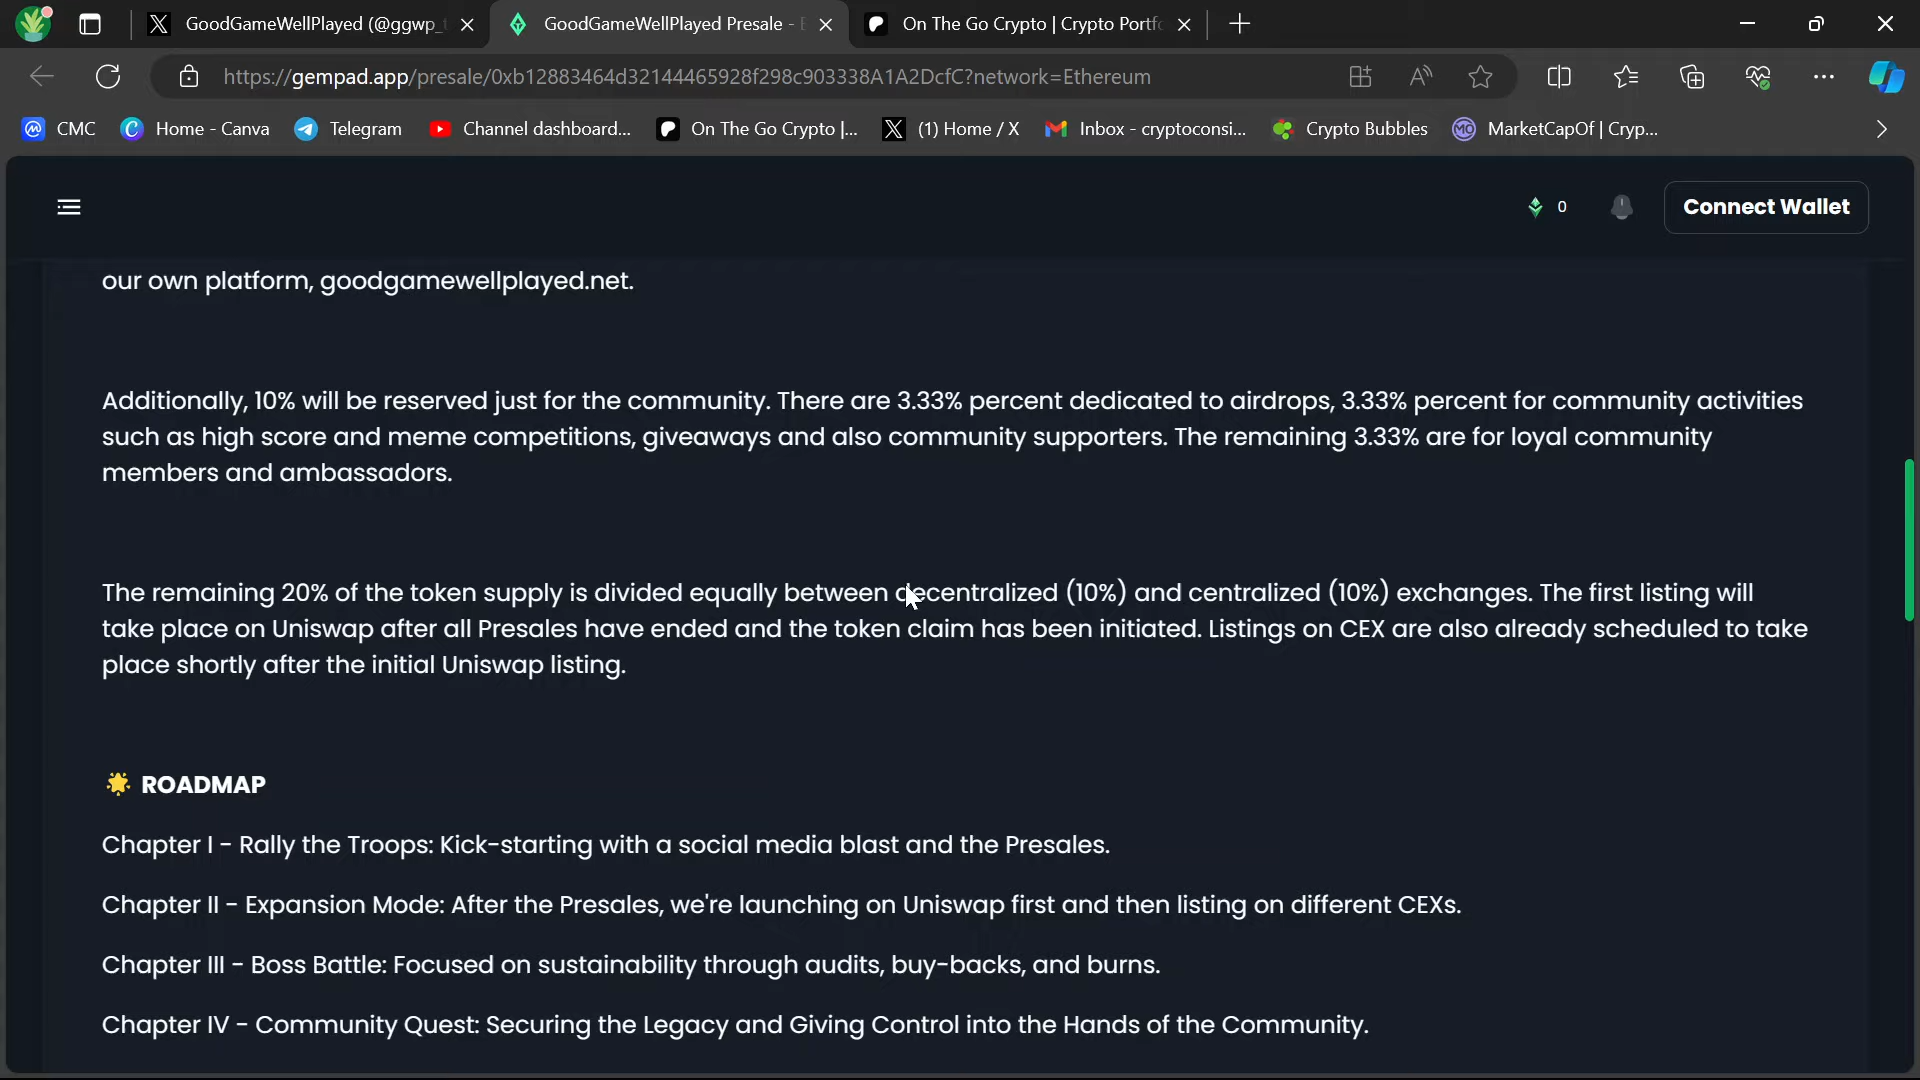 GoodGameWellPlayed (@ggwp_t
GoodGameWellPlayed Presale - E
On The Go Crypto | Crypto Portfo
https://gempad.app/presale/0xb12883464d32144465928f298c903338A1A2DcfC?network=Ethereum
CMC
Home - Canva
Telegram
Channel dashboard...
On The Go Crypto |...
(1) Home / X
Inbox - cryptoconsi...
Crypto Bubbles
MO
MarketCapOf | Cryp...
0
Connect Wallet
our own platform, goodgamewellplayed.net.
Additionally, 10% will be reserved just for the community. There are 3.33% percent dedicated to airdrops, 3.33% percent for community activities
such as high score and meme competitions, giveaways and also community supporters. The remaining 3.33% are for loyal community
members and ambassadors.
The remaining 20% of the token supply is divided equally between decentralized (10%) and centralized (10%) exchanges. The first listing will
take place on Uniswap after all Presales have ended and the token claim has been initiated. Listings on CEX are also already scheduled to take
place shortly after the initial Uniswap listing.
🌟 ROADMAP
Chapter I - Rally the Troops: Kick-starting with a social media blast and the Presales.
Chapter II - Expansion Mode: After the Presales, we're launching on Uniswap first and then listing on different CEXs.
Chapter III - Boss Battle: Focused on sustainability through audits, buy-backs, and burns.
Chapter IV - Community Quest: Securing the Legacy and Giving Control into the Hands of the Community.